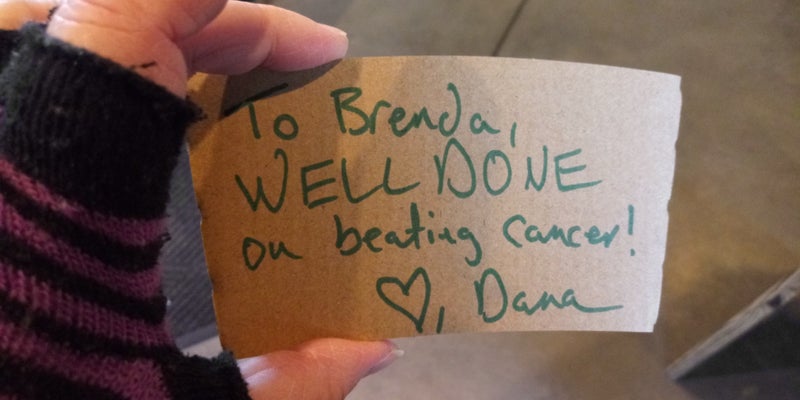 To Brenda,
WELL DONE
on beating cancer!
♡, Dana